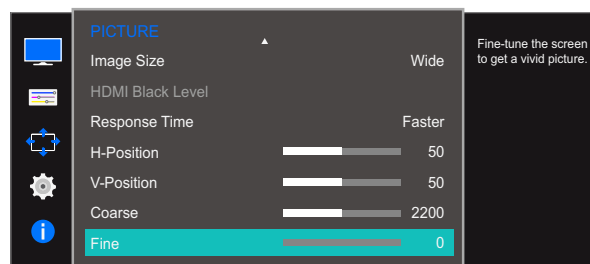 PICTURE
Image Size Wide
HDMI Black Level
Response Time Faster
H-Position 50
V-Position 50
Coarse 2200
Fine 0
Fine-tune the screen
to get a vivid picture.